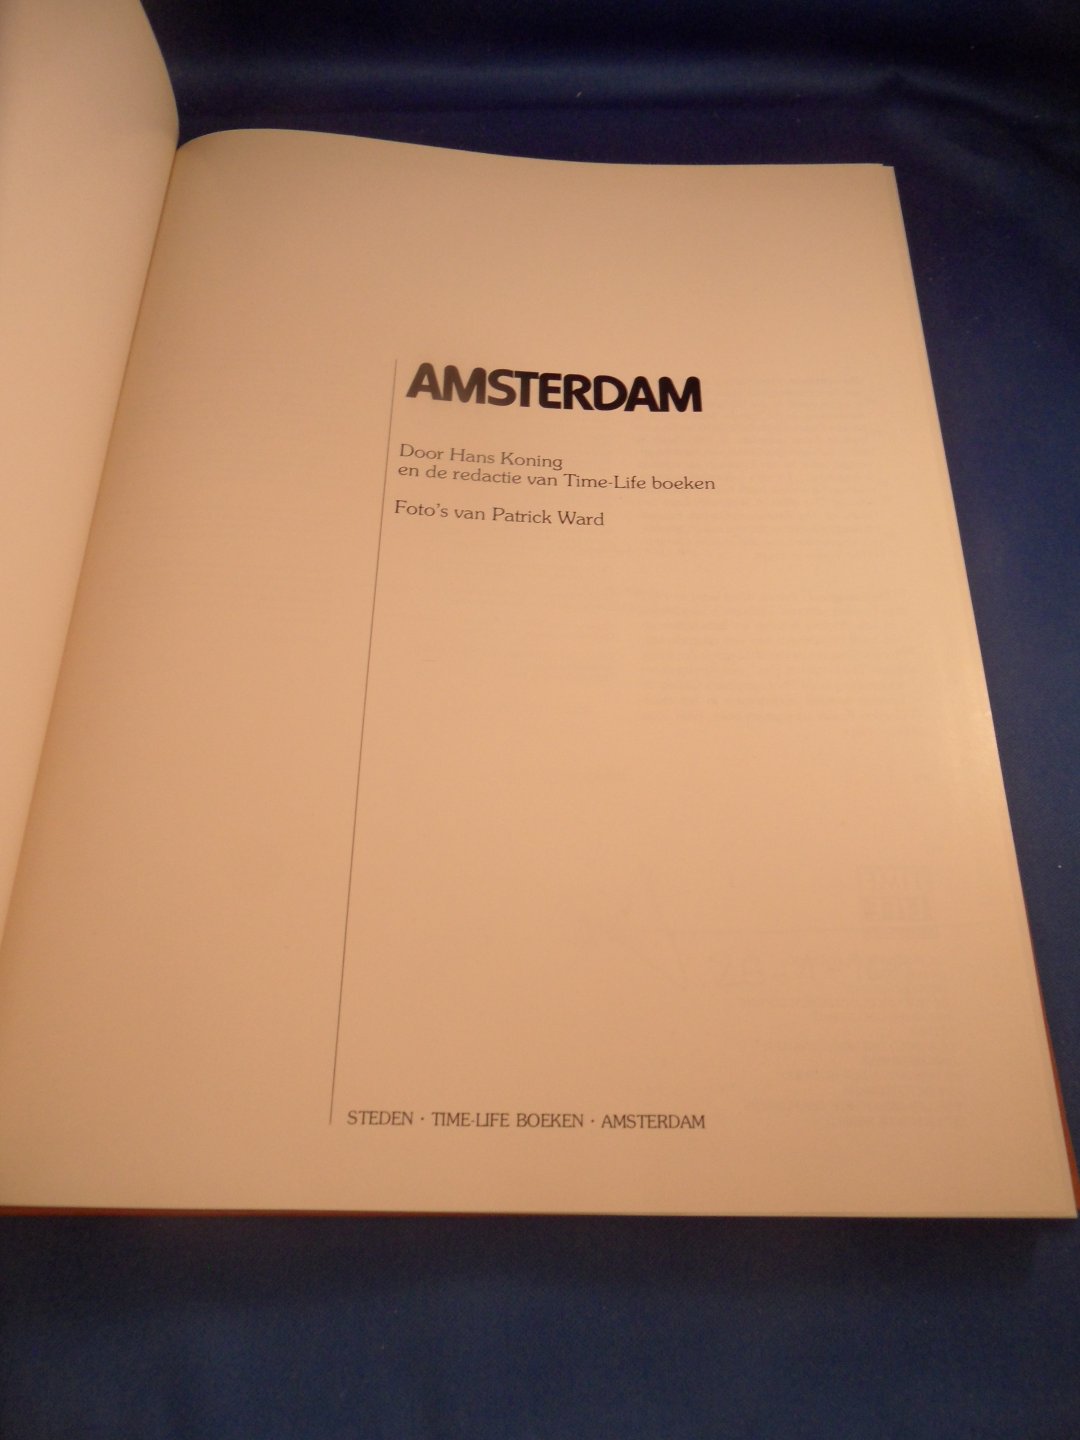 AMSTERDAM
Door Hans Koning
en de redactie van Time-Life boeken
Foto's van Patrick Ward
STEDEN · TIME-LIFE BOEKEN · AMSTERDAM